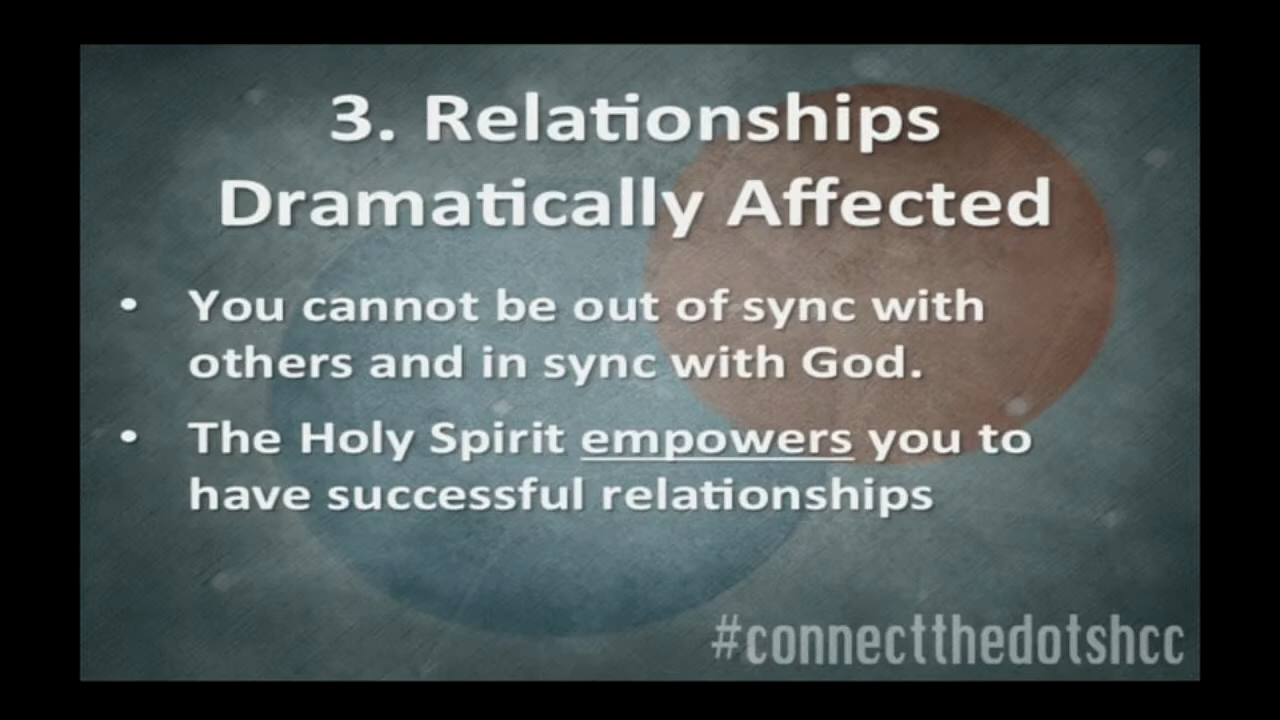 3. Relationships
Dramatically Affected
• You cannot be out of sync with
others and in sync with God.
• The Holy Spirit empowers you to
have successful relationships
#connectthedotshcc